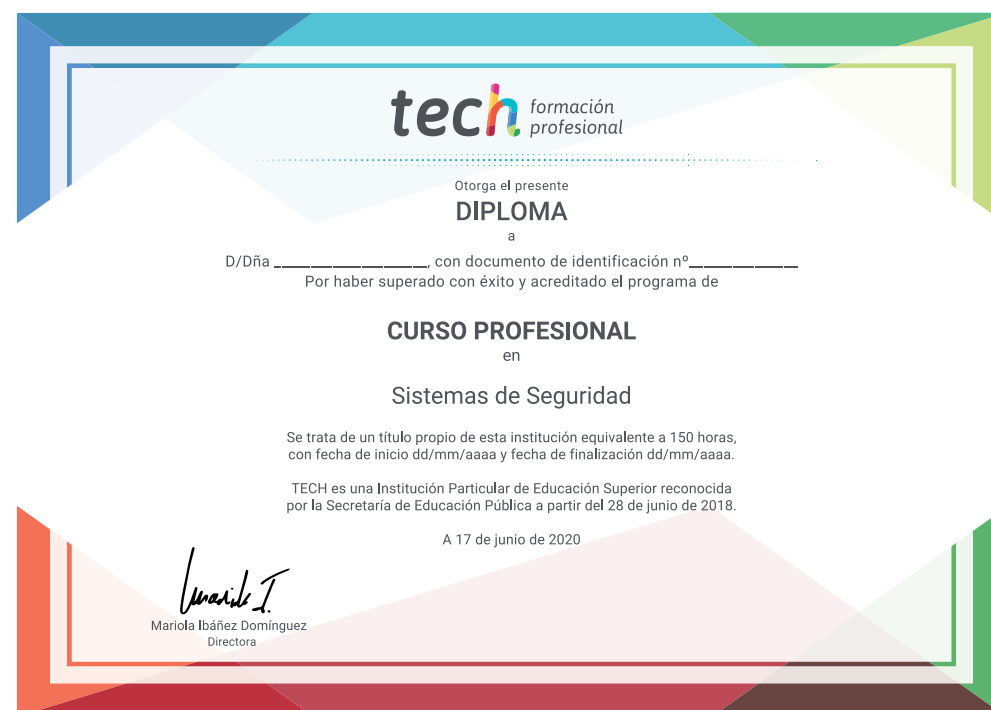 tech formación
profesional
Otorga el presente
DIPLOMA
a
D/Dña ____________________, con documento de identificación nº______________
Por haber superado con éxito y acreditado el programa de
CURSO PROFESIONAL
en
Sistemas de Seguridad
Se trata de un título propio de esta institución equivalente a 150 horas,
con fecha de inicio dd/mm/aaaa y fecha de finalización dd/mm/aaaa.
TECH es una Institución Particular de Educación Superior reconocida
por la Secretaría de Educación Pública a partir del 28 de junio de 2018.
A 17 de junio de 2020
Mariola I.
Mariola Ibáñez Domínguez
Directora